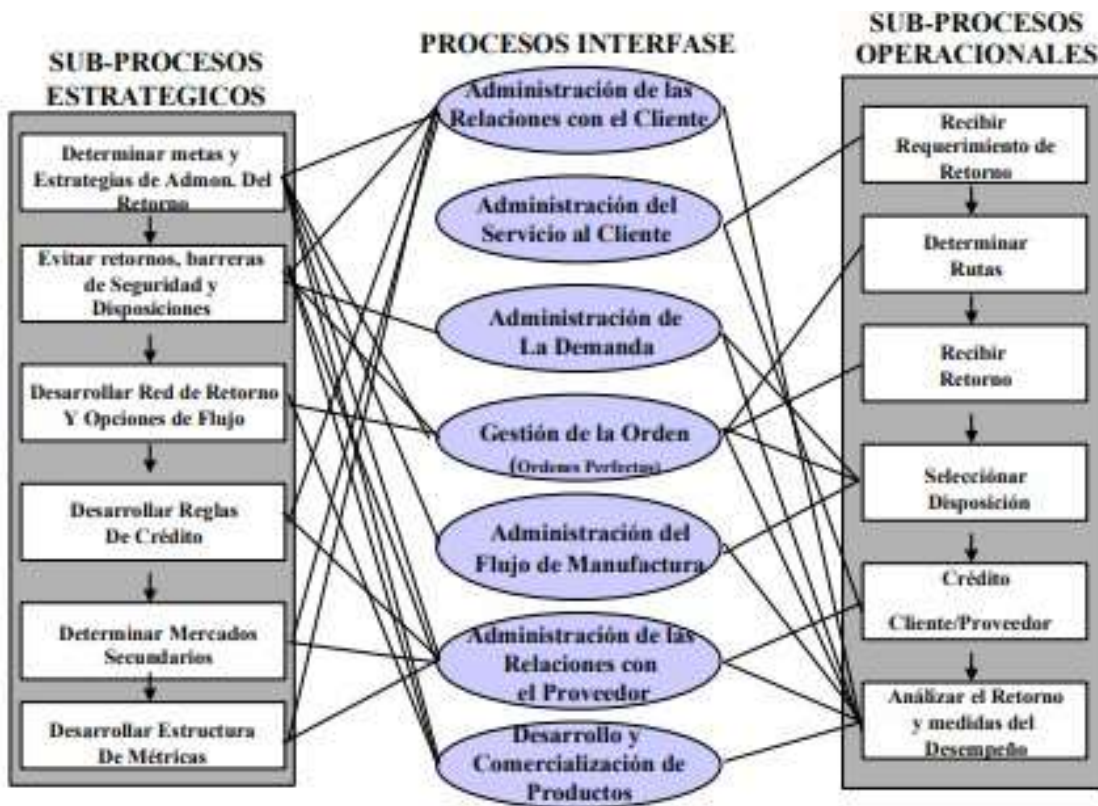 SUB-PROCESOS
ESTRATEGICOS
Determinar metas y
Estrategias de Admon. Del
Retorno
Evitar retornos, barreras
de Seguridad y
Disposiciones
Desarrollar Red de Retorno
Y Opciones de Flujo
Desarrollar Reglas
De Crédito
Determinar Mercados
Secundarios
Desarrollar Estructura
De Métricas
PROCESOS INTERFASE
Administración de las
Relaciones con el Cliente
Administración del
Servicio al Cliente
Administración de
La Demanda
Gestión de la Orden
(Ordenes Perfectas)
Administración del
Flujo de Manufactura
Administración de las
Relaciones con
el Proveedor
Desarrollo y
Comercialización de
Productos
SUB-PROCESOS
OPERACIONALES
Recibir
Requerimiento de
Retorno
Determinar
Rutas
Recibir
Retorno
Selecciónar
Disposición
Crédito
Cliente/Proveedor
Análizar el Retorno
y medidas del
Desempeño